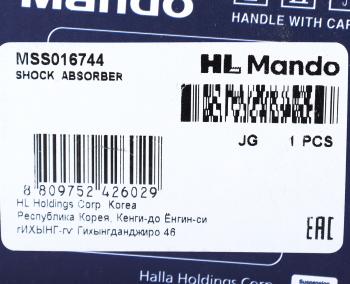 Mando
HANDLE WITH CAR
MSS016744
SHOCK ABSORBER
HL Mando
JG 1 PCS
8 809752 426029
HL Holdings Corp. Korea
Республика Корея, Кенги-до Ёнгин-си
гИХЫНГ-гу Гихынгданджиро 46
EAC
Halla Holdings Corp